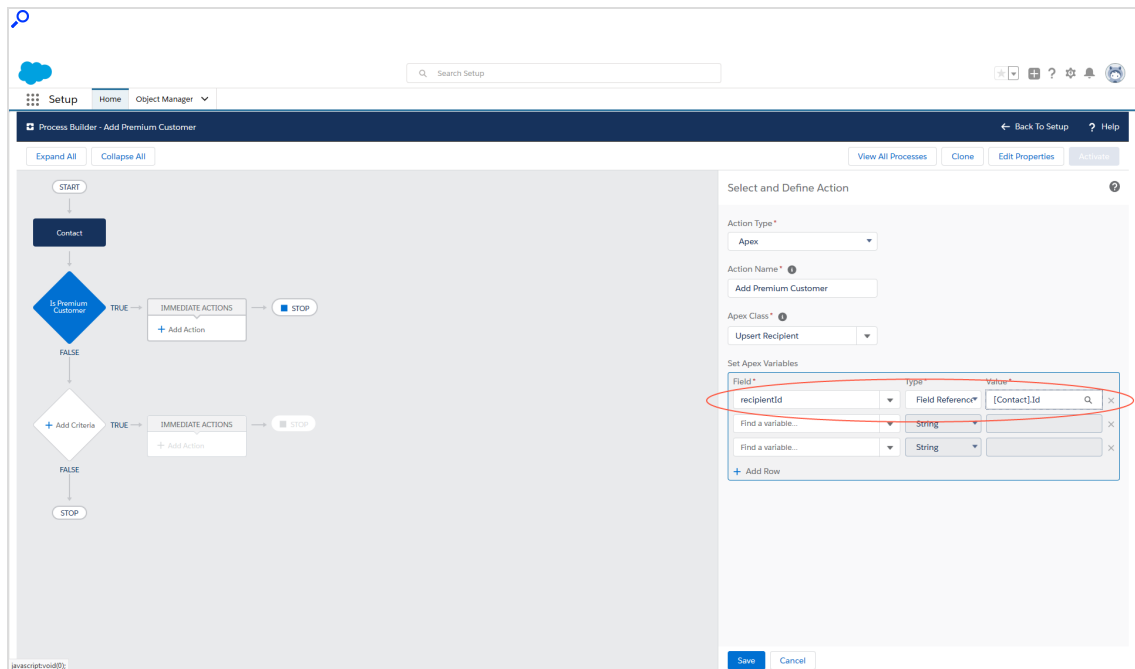 Search Setup
Setup Home Object Manager
Process Builder - Add Premium Customer Back To Setup ? Help
Expand All Collapse All View All Processes Clone Edit Properties Activate
START
Contact
Is Premium
Customer
TRUE
IMMEDIATE ACTIONS
STOP
+ Add Action
FALSE
+ Add Criteria
TRUE
IMMEDIATE ACTIONS
STOP
+ Add Action
FALSE
STOP
Select and Define Action
Action Type*
Apex
Action Name*
Add Premium Customer
Apex Class*
Upsert Recipient
Set Apex Variables
Field* Type* Value*
recipientId Field Reference [Contact].Id
Find a variable... String
Find a variable... String
+ Add Row
Save Cancel
javascript:void(0);